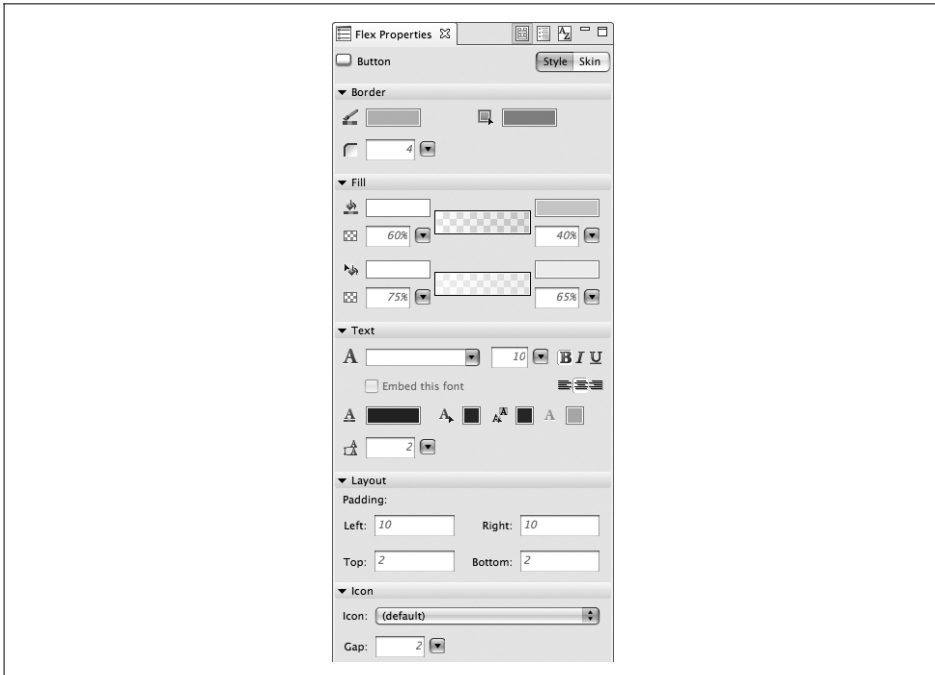 Flex Properties
Button
Style Skin
Border
4
Fill
60% 40%
75% 65%
Text
A 10 B I U
Embed this font
A A A A A
2 
Layout
Padding:
Left: 10 Right: 10
Top: 2 Bottom: 2
Icon
Icon: (default)
Gap: 2